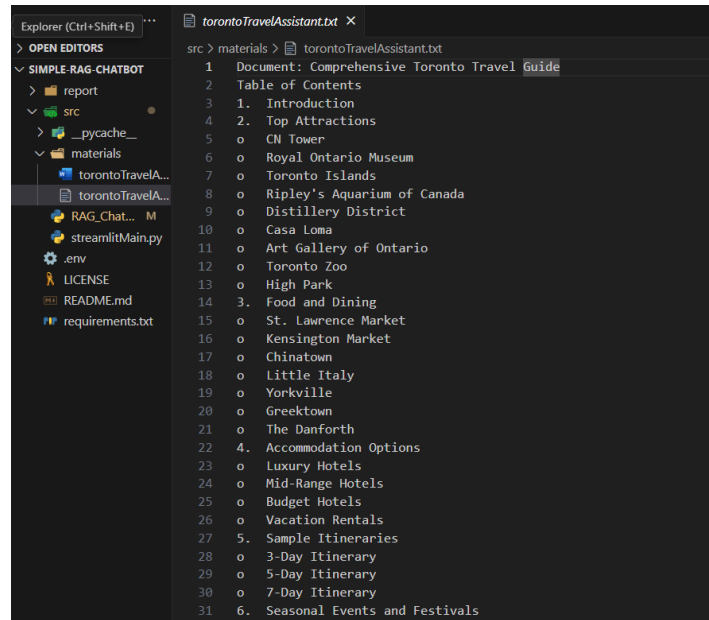 Explorer (Ctrl+Shift+E)
...
OPEN EDITORS
SIMPLE-RAG-CHATBOT
report
src
__pycache__
materials
torontoTravelA...
torontoTravelA...
RAG_Chat... M
streamlitMain.py
.env
LICENSE
README.md
requirements.txt
torontoTravelAssistant.txt
src > materials > torontoTravelAssistant.txt
1 Document: Comprehensive Toronto Travel Guide
2 Table of Contents
3 1. Introduction
4 2. Top Attractions
5 o CN Tower
6 o Royal Ontario Museum
7 o Toronto Islands
8 o Ripley's Aquarium of Canada
9 o Distillery District
10 o Casa Loma
11 o Art Gallery of Ontario
12 o Toronto Zoo
13 o High Park
14 3. Food and Dining
15 o St. Lawrence Market
16 o Kensington Market
17 o Chinatown
18 o Little Italy
19 o Yorkville
20 o Greektown
21 o The Danforth
22 4. Accommodation Options
23 o Luxury Hotels
24 o Mid-Range Hotels
25 o Budget Hotels
26 o Vacation Rentals
27 5. Sample Itineraries
28 o 3-Day Itinerary
29 o 5-Day Itinerary
30 o 7-Day Itinerary
31 6. Seasonal Events and Festivals